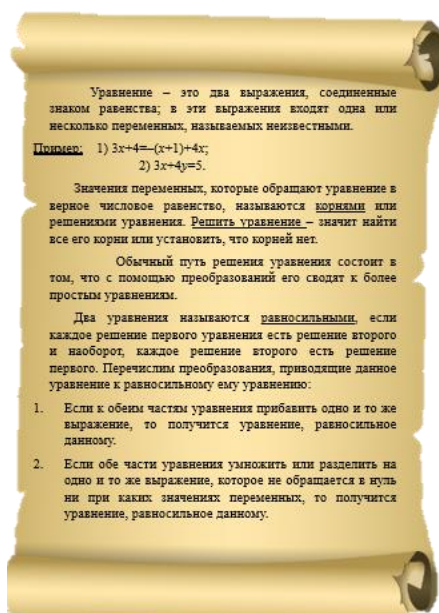 Уравнение – это два выражения, соединенные
знаком равенства; в эти выражения входят одна или
несколько переменных, называемых неизвестными.
Пример: 1) 3x+4=–(x+1)+4x;
2) 3x+4y=5.
Значения переменных, которые обращают уравнение в
верное числовое равенство, называются корнями или
решениями уравнения. Решить уравнение – значит найти
все его корни или установить, что корней нет.
Обычный путь решения уравнения состоит в
том, что с помощью преобразований его сводят к более
простым уравнениям.
Два уравнения называются равносильными, если
каждое решение первого уравнения есть решение второго
и наоборот, каждое решение второго есть решение
первого. Перечислим преобразования, приводящие данное
уравнение к равносильному ему уравнению:
1. Если к обеим частям уравнения прибавить одно и то же
выражение, то получится уравнение, равносильное
данному.
2. Если обе части уравнения умножить или разделить на
одно и то же выражение, которое не обращается в нуль
ни при каких значениях переменных, то получится
уравнение, равносильное данному.